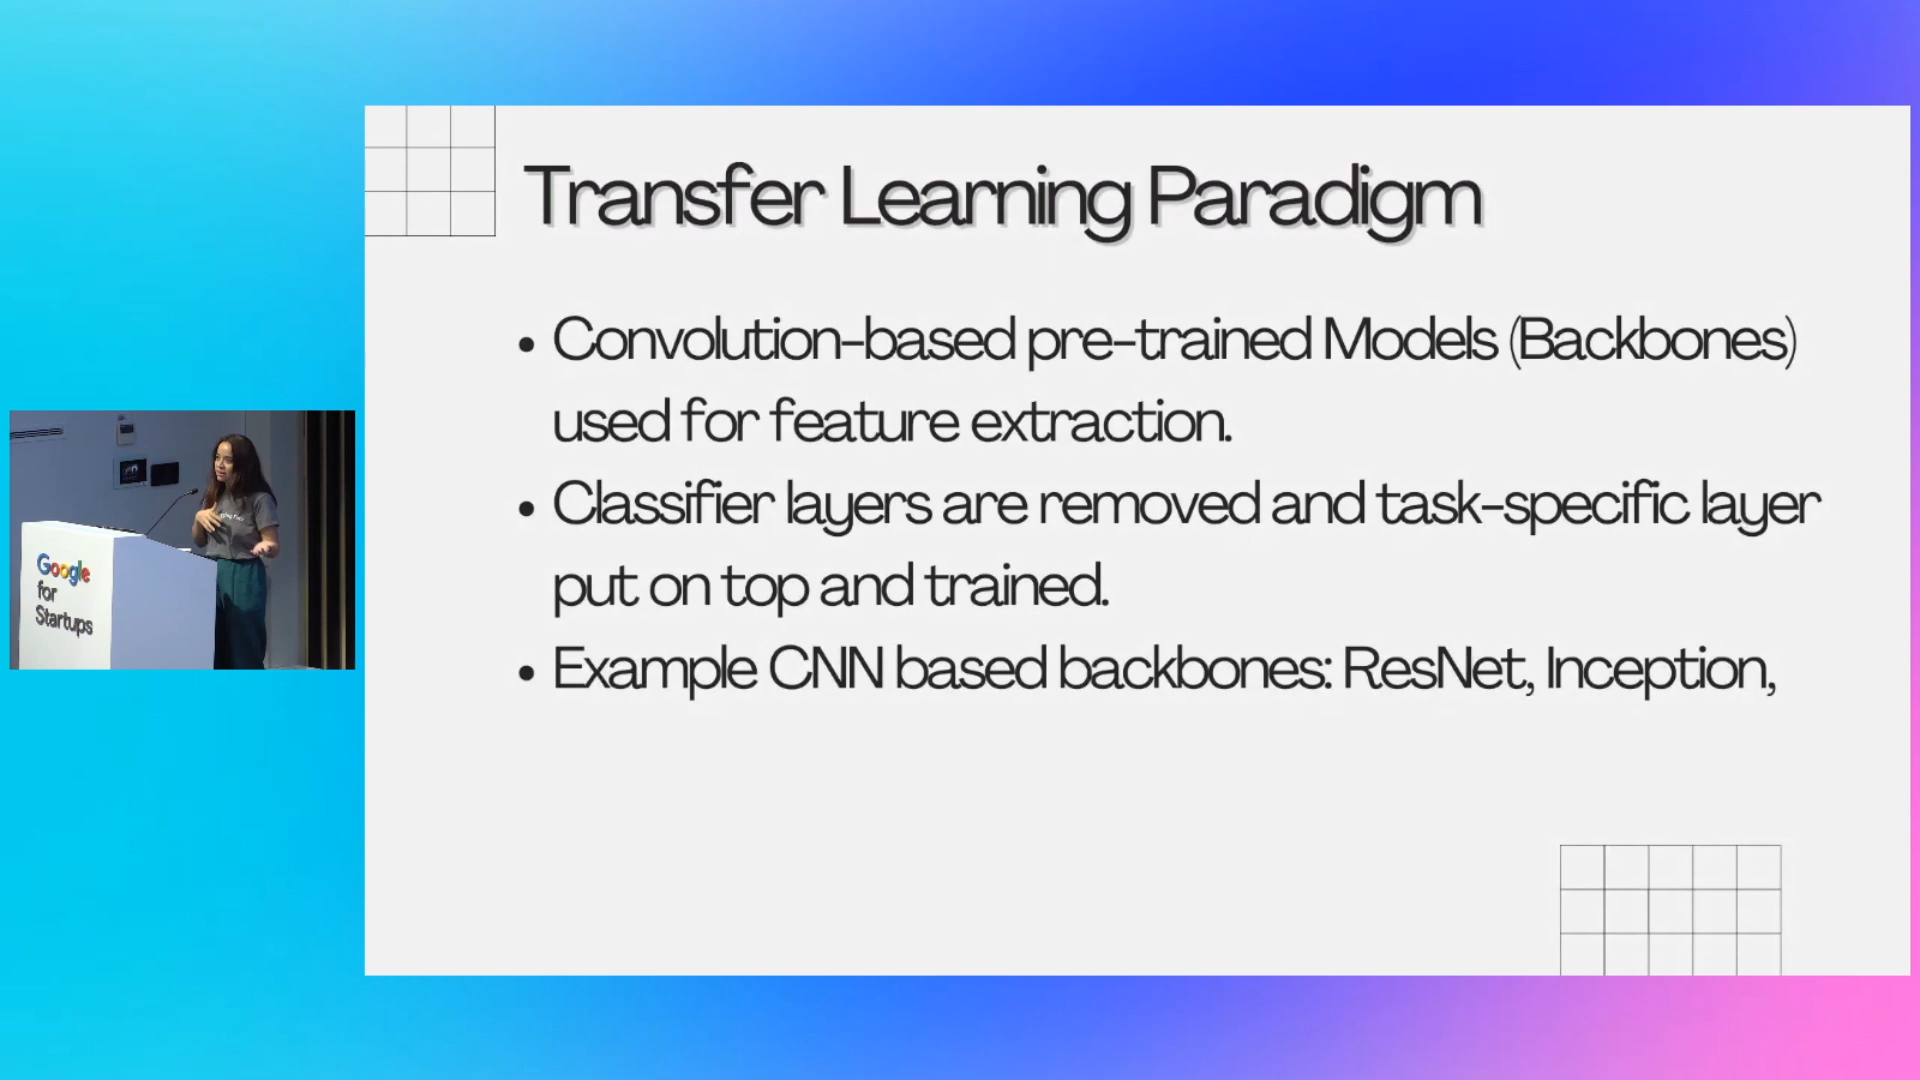 Transfer Learning Paradigm
• Convolution-based pre-trained Models (Backbones)
used for feature extraction.
• Classifier layers are removed and task-specific layer
put on top and trained.
• Example CNN based backbones: ResNet, Inception,
Google
for
Startups